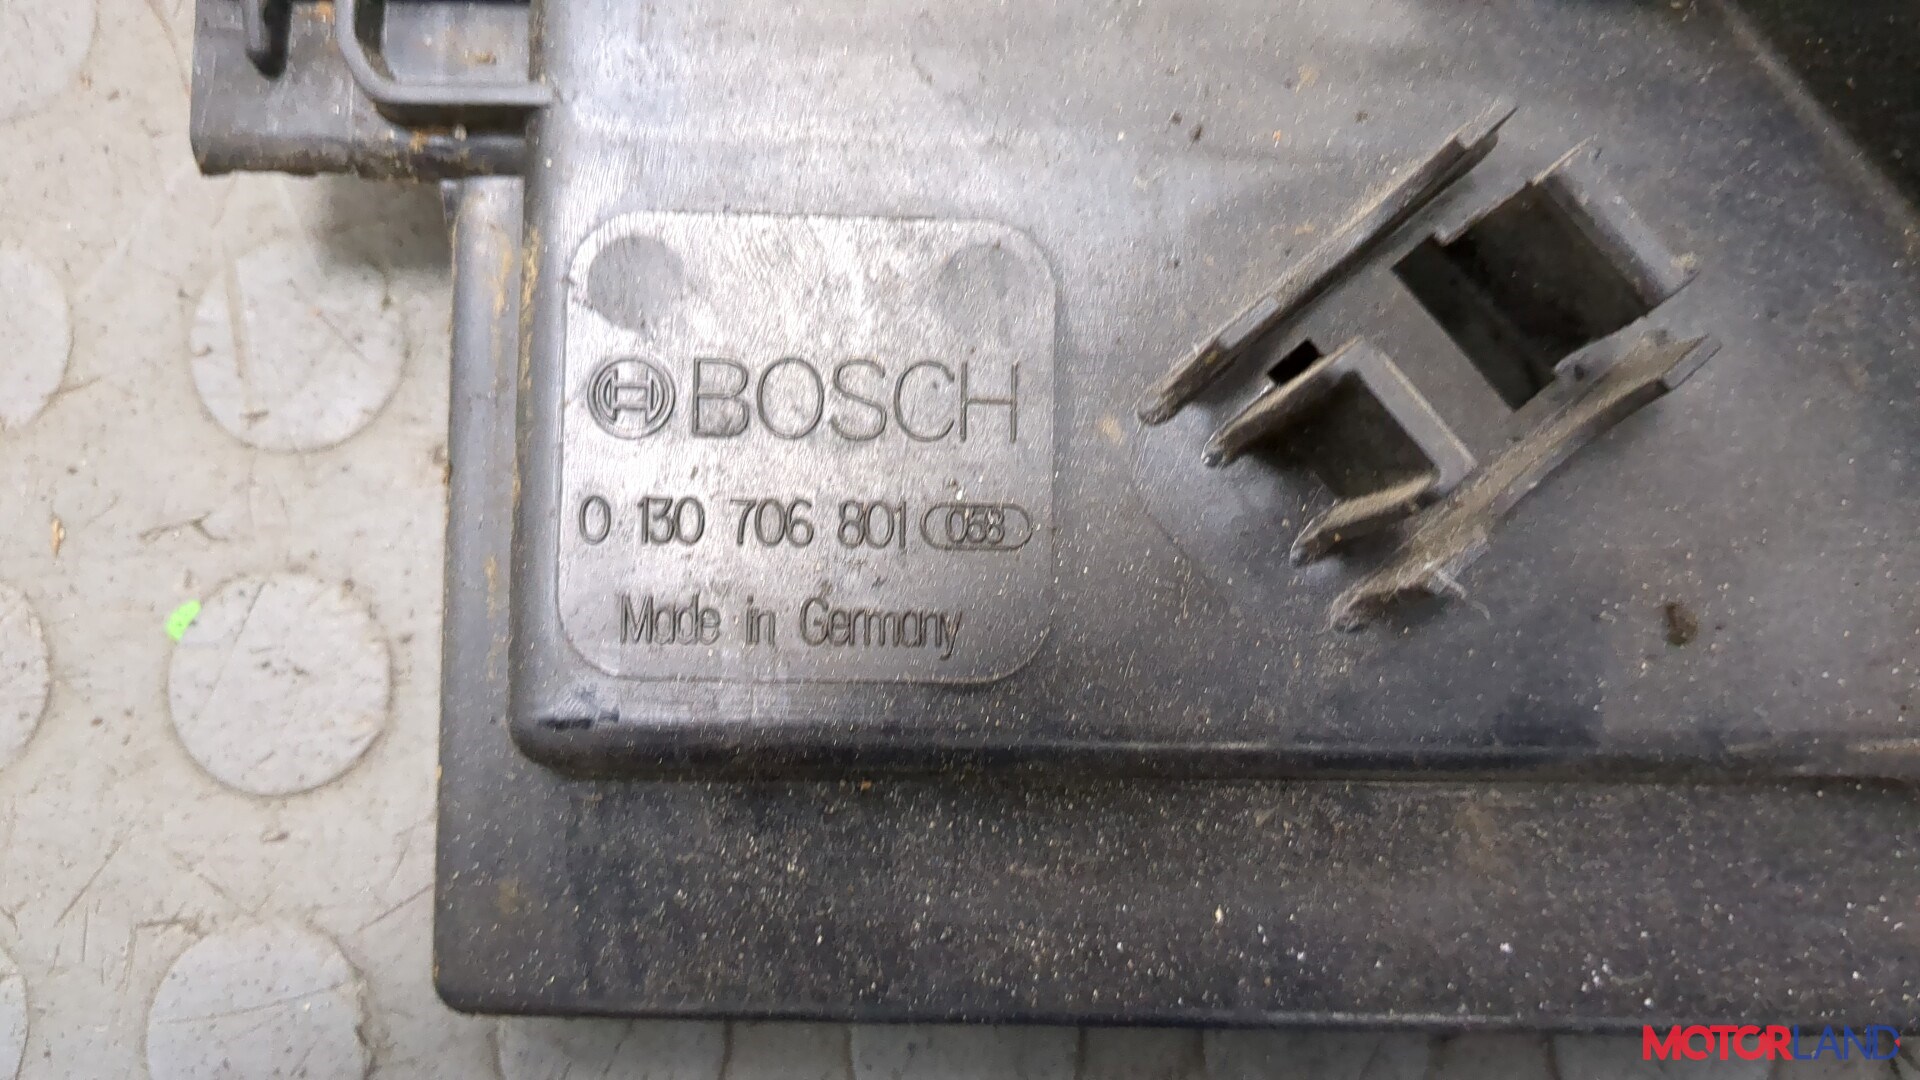 BOSCH
0 130 706 801 058
Made in Germany
MOTORLAND